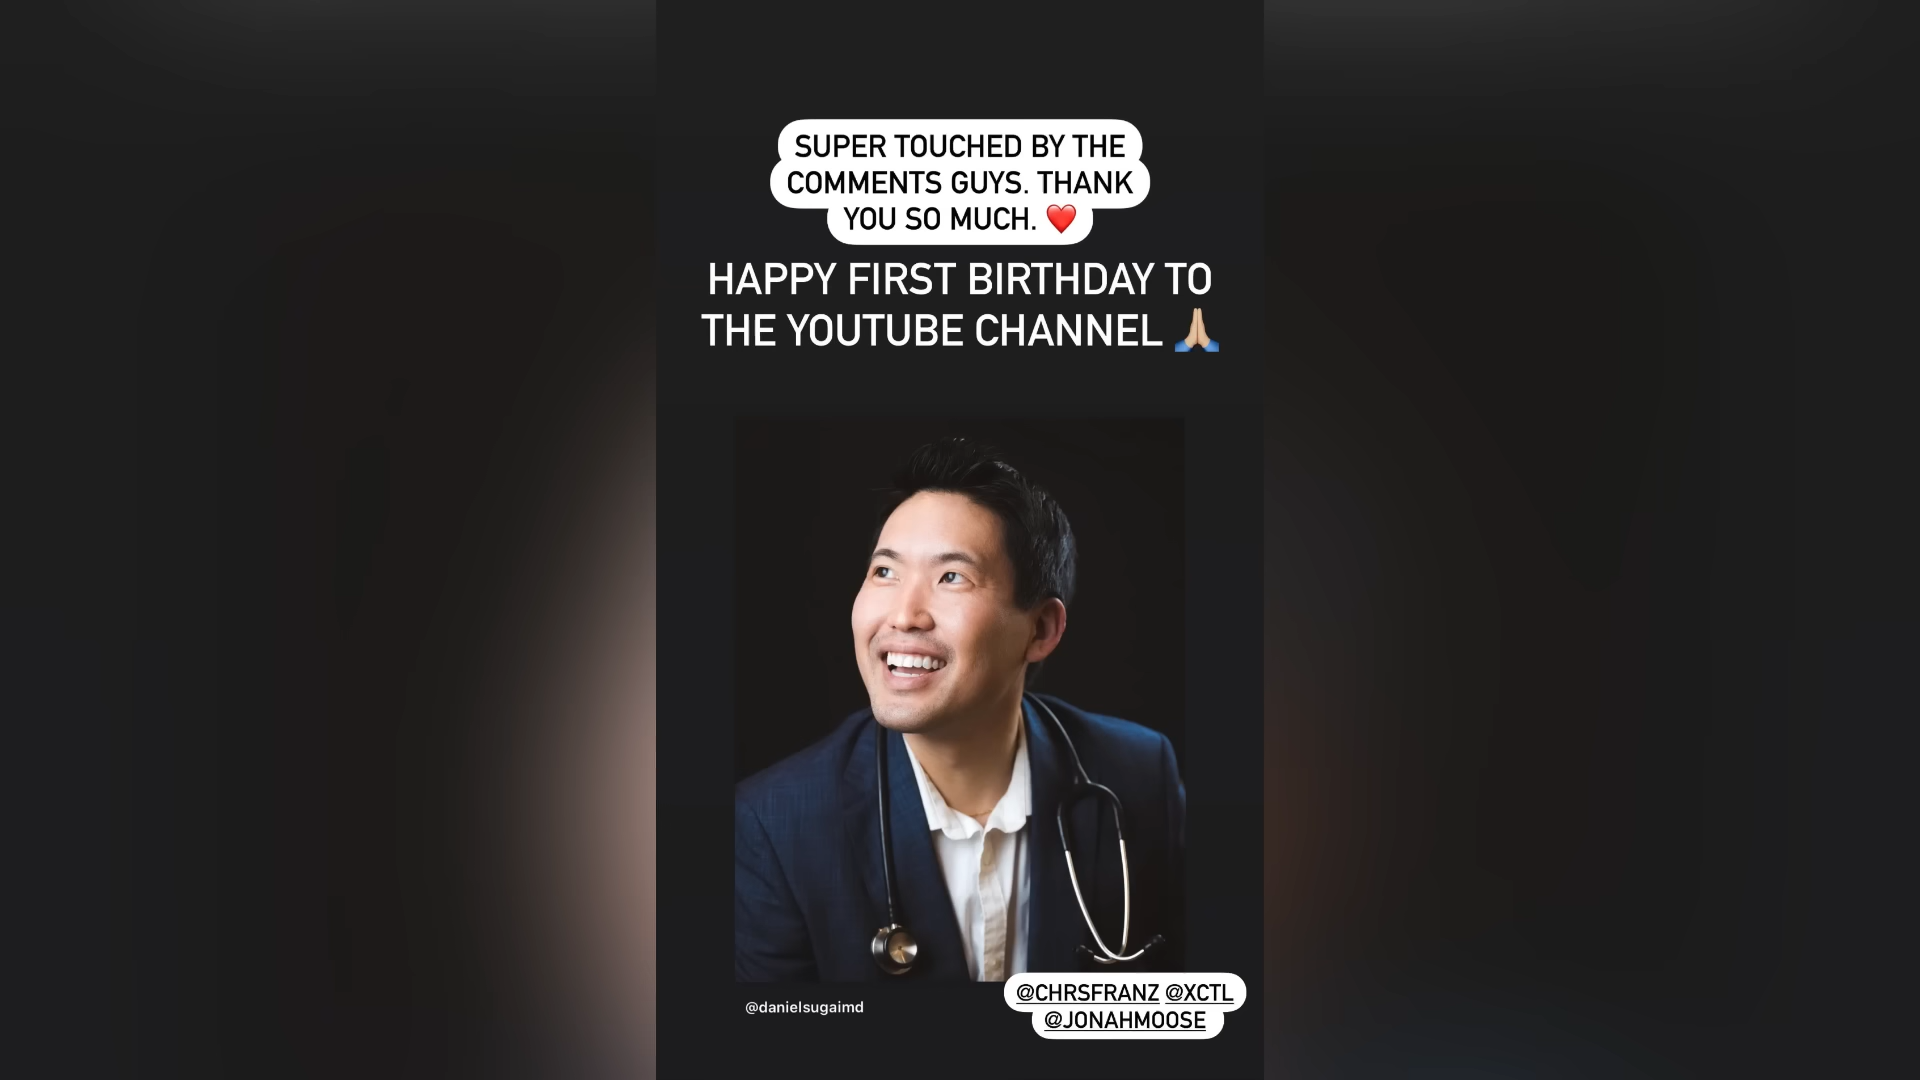 SUPER TOUCHED BY THE
COMMENTS GUYS. THANK
YOU SO MUCH. ❤️
HAPPY FIRST BIRTHDAY TO
THE YOUTUBE CHANNEL 🙏🏼
@danielsugaimd
@CHRSFRANZ @XCTL
@JONAHMOOSE